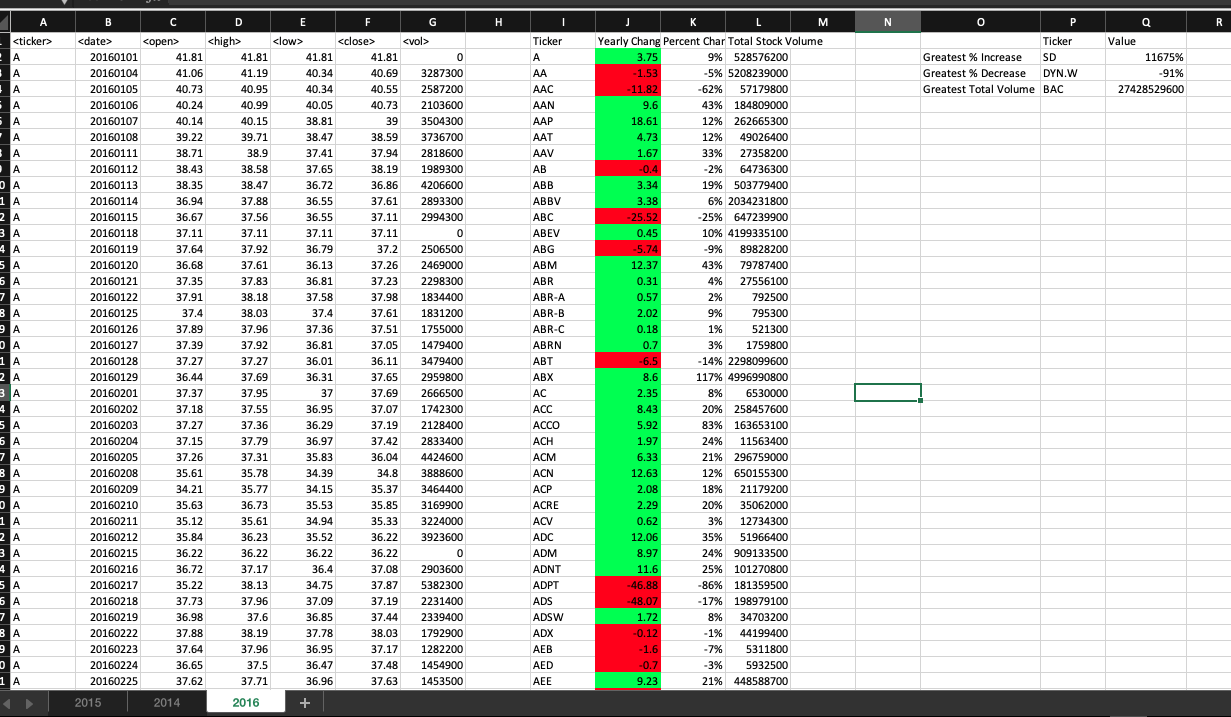 A B C D E F G H I J K L M N O P Q R
<ticker> <date> <open> <high> <low> <close> <vol> Ticker Yearly Chang Percent Char Total Stock Volume Ticker Value
A 20160101 41.81 41.81 41.81 41.81 0 A 3.75 9% 528576200 Greatest % Increase SD 11675%
A 20160104 41.06 41.19 40.34 40.69 3287300 AA -1.53 -5% 5208239000 Greatest % Decrease DYN.W -91%
A 20160105 40.73 40.95 40.34 40.55 2587200 AAC -11.82 -62% 57179800 Greatest Total Volume BAC 27428529600
A 20160106 40.24 40.99 40.05 40.73 2103600 AAN 9.6 43% 184809000
A 20160107 40.14 40.15 38.81 39 3504300 AAP 18.61 12% 262665300
A 20160108 39.22 39.71 38.47 38.59 3736700 AAT 4.73 12% 49026400
A 20160111 38.71 38.9 37.41 37.94 2818600 AAV 1.67 33% 27358200
A 20160112 38.43 38.58 37.65 38.19 1989300 AB -0.4 -2% 64736300
A 20160113 38.35 38.47 36.72 36.86 4206600 ABB 3.34 19% 503779400
A 20160114 36.94 37.88 36.55 37.61 2893300 ABBV 3.38 6% 2034231800
A 20160115 36.67 37.56 36.55 37.11 2994300 ABC -25.52 -25% 647239900
A 20160118 37.11 37.11 37.11 37.11 0 ABEV 0.45 10% 4199335100
A 20160119 37.64 37.92 36.79 37.2 2506500 ABG -5.74 -9% 89828200
A 20160120 36.68 37.61 36.13 37.26 2469000 ABM 12.37 43% 79787400
A 20160121 37.35 37.83 36.81 37.23 2298300 ABR 0.31 4% 27556100
A 20160122 37.91 38.18 37.58 37.98 1834400 ABR-A 0.57 2% 792500
A 20160125 37.4 38.03 37.4 37.61 1831200 ABR-B 2.02 9% 795300
A 20160126 37.89 37.96 37.36 37.51 1755000 ABR-C 0.18 1% 521300
A 20160127 37.39 37.92 36.81 37.05 1479400 ABRN 0.7 3% 1759800
A 20160128 37.27 37.27 36.01 36.11 3479400 ABT -6.5 -14% 2298099600
A 20160129 36.44 37.69 36.31 37.65 2959800 ABX 8.6 117% 4996990800
A 20160201 37.37 37.95 37 37.69 2666500 AC 2.35 8% 6530000
A 20160202 37.18 37.55 36.95 37.07 1742300 ACC 8.43 20% 258457600
A 20160203 37.27 37.36 36.29 37.19 2128400 ACCO 5.92 83% 163653100
A 20160204 37.15 37.79 36.97 37.42 2833400 ACH 1.97 24% 11563400
A 20160205 37.26 37.31 35.83 36.04 4424600 ACM 6.33 21% 296759000
A 20160208 35.61 35.78 34.39 34.8 3888600 ACN 12.63 12% 650155300
A 20160209 34.21 35.77 34.15 35.37 3464400 ACP 2.08 18% 21179200
A 20160210 35.63 36.73 35.53 35.85 3169900 ACRE 2.29 20% 35062000
A 20160211 35.12 35.61 34.94 35.33 3224000 ACV 0.62 3% 12734300
A 20160212 35.84 36.23 35.52 36.22 3923600 ADC 12.06 35% 51966400
A 20160215 36.22 36.22 36.22 36.22 0 ADM 8.97 24% 909133500
A 20160216 36.72 37.17 36.4 37.08 2903600 ADNT 11.6 25% 101270800
A 20160217 35.22 38.13 34.75 37.87 5382300 ADPT -46.88 -86% 181359500
A 20160218 37.73 37.96 37.09 37.19 2231400 ADS -48.07 -17% 198979100
A 20160219 36.98 37.6 36.85 37.44 2339400 ADSW 1.72 8% 34703200
A 20160222 37.88 38.19 37.78 38.03 1792900 ADX -0.12 -1% 44199400
A 20160223 37.64 37.96 36.95 37.17 1282200 AEB -1.6 -7% 5311800
A 20160224 36.65 37.5 36.47 37.48 1454900 AED -0.7 -3% 5932500
A 20160225 37.62 37.71 36.96 37.63 1453500 AEE 9.23 21% 448588700
2015 2014 2016 +